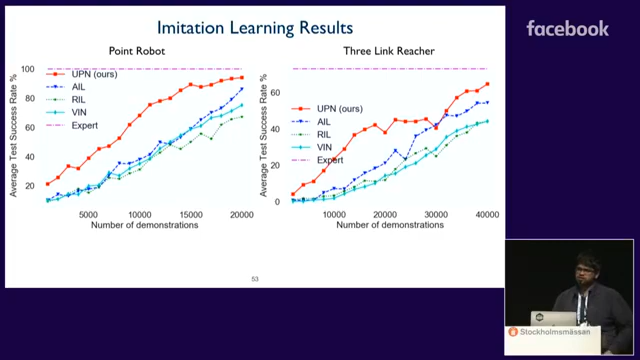 Imitation Learning Results
facebook
Point Robot
Average Test Success Rate %
100
80
60
40
20
UPN (ours)
AIL
RIL
VIN
Expert
5000 10000 15000 20000
Number of demonstrations
Three Link Reacher
Average Test Success Rate %
60
40
20
0
UPN (ours)
AIL
RIL
VIN
Expert
10000 20000 30000 40000
Number of demonstrations
53
Stockholmsmässan